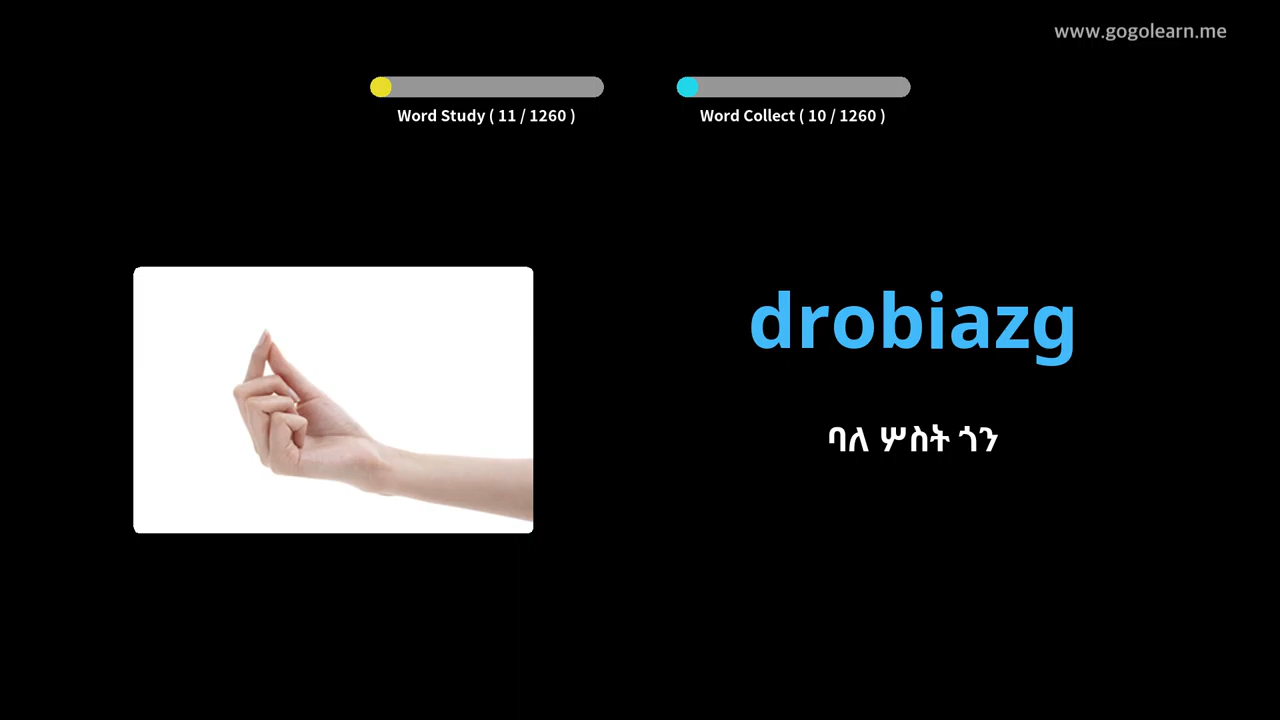 www.gogolearn.me
Word Study ( 11 / 1260 )
Word Collect ( 10 / 1260 )
drobiazg
ባለ ሦስት ጎን